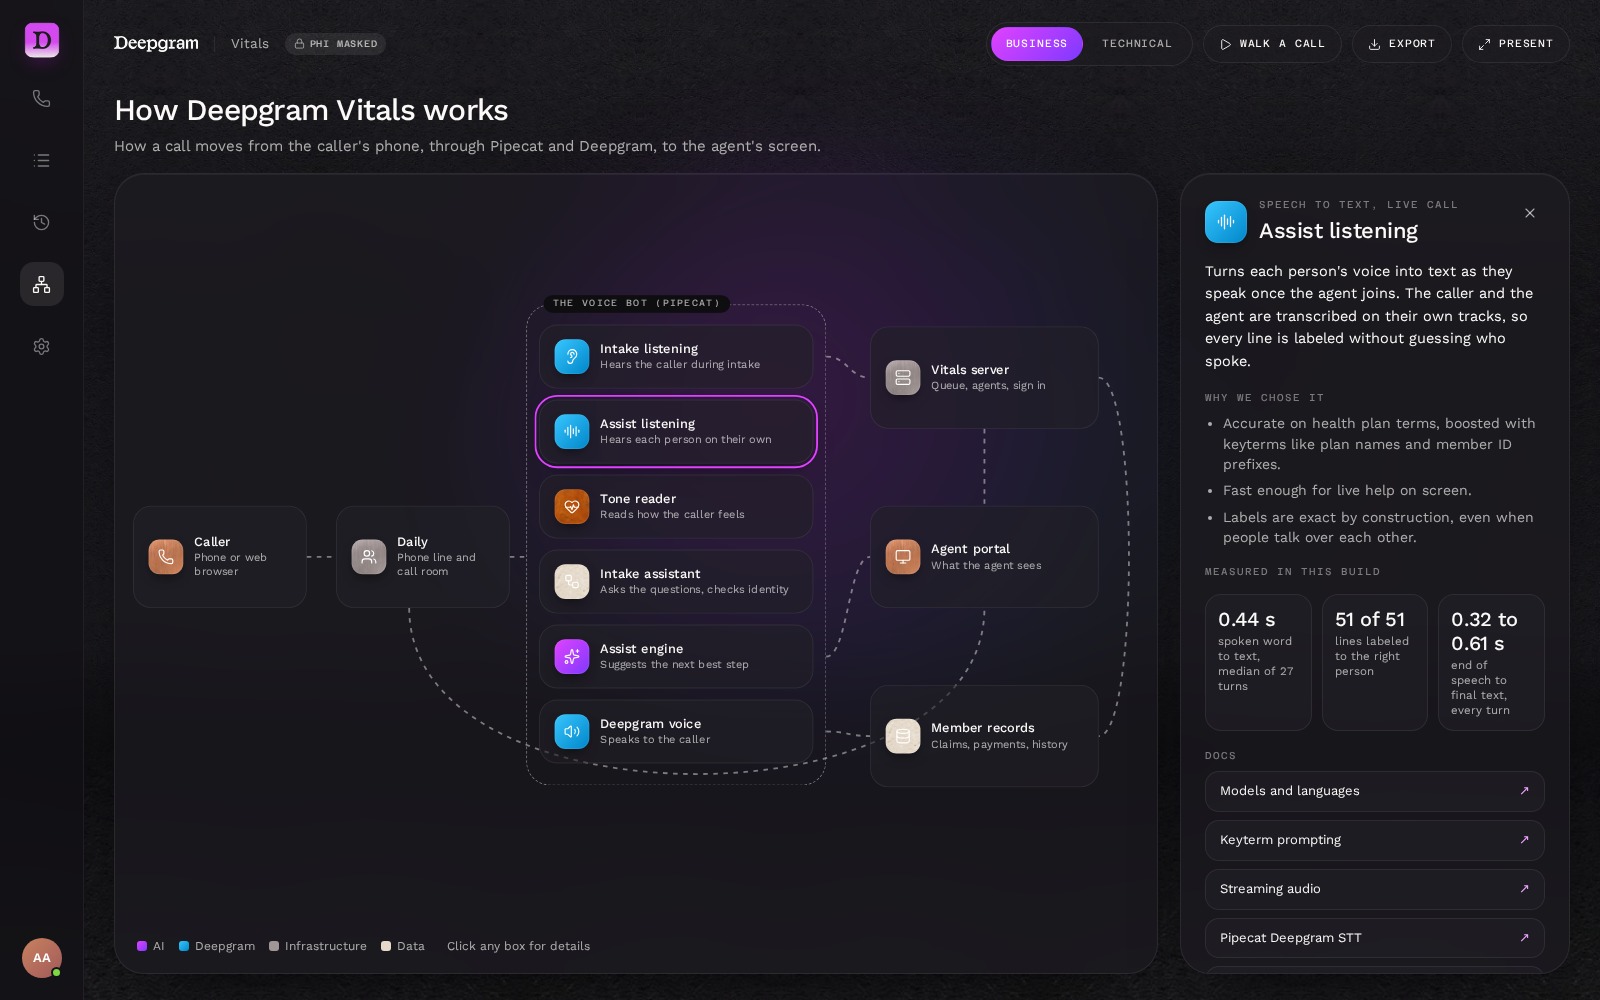 D
Deepgram
Vitals
PHI MASKED
BUSINESS
TECHNICAL
WALK A CALL
EXPORT
PRESENT
How Deepgram Vitals works
How a call moves from the caller's phone, through Pipecat and Deepgram, to the agent's screen.
THE VOICE BOT (PIPECAT)
Caller
Phone or web
browser
Daily
Phone line and
call room
Intake listening
Hears the caller during intake
Assist listening
Hears each person on their own
Tone reader
Reads how the caller feels
Intake assistant
Asks the questions, checks identity
Assist engine
Suggests the next best step
Deepgram voice
Speaks to the caller
Vitals server
Queue, agents, sign in
Agent portal
What the agent sees
Member records
Claims, payments, history
AI
Deepgram
Infrastructure
Data
Click any box for details
SPEECH TO TEXT, LIVE CALL
Assist listening
Turns each person's voice into text as they
speak once the agent joins. The caller and the
agent are transcribed on their own tracks, so
every line is labeled without guessing who
spoke.
WHY WE CHOSE IT
• Accurate on health plan terms, boosted with
keyterms like plan names and member ID
prefixes.
• Fast enough for live help on screen.
• Labels are exact by construction, even when
people talk over each other.
MEASURED IN THIS BUILD
0.44 s
spoken word
to text,
median of 27
turns
51 of 51
lines labeled
to the right
person
0.32 to
0.61 s
end of
speech to
final text,
every turn
DOCS
Models and languages ↗
Keyterm prompting ↗
Streaming audio ↗
Pipecat Deepgram STT ↗
AA